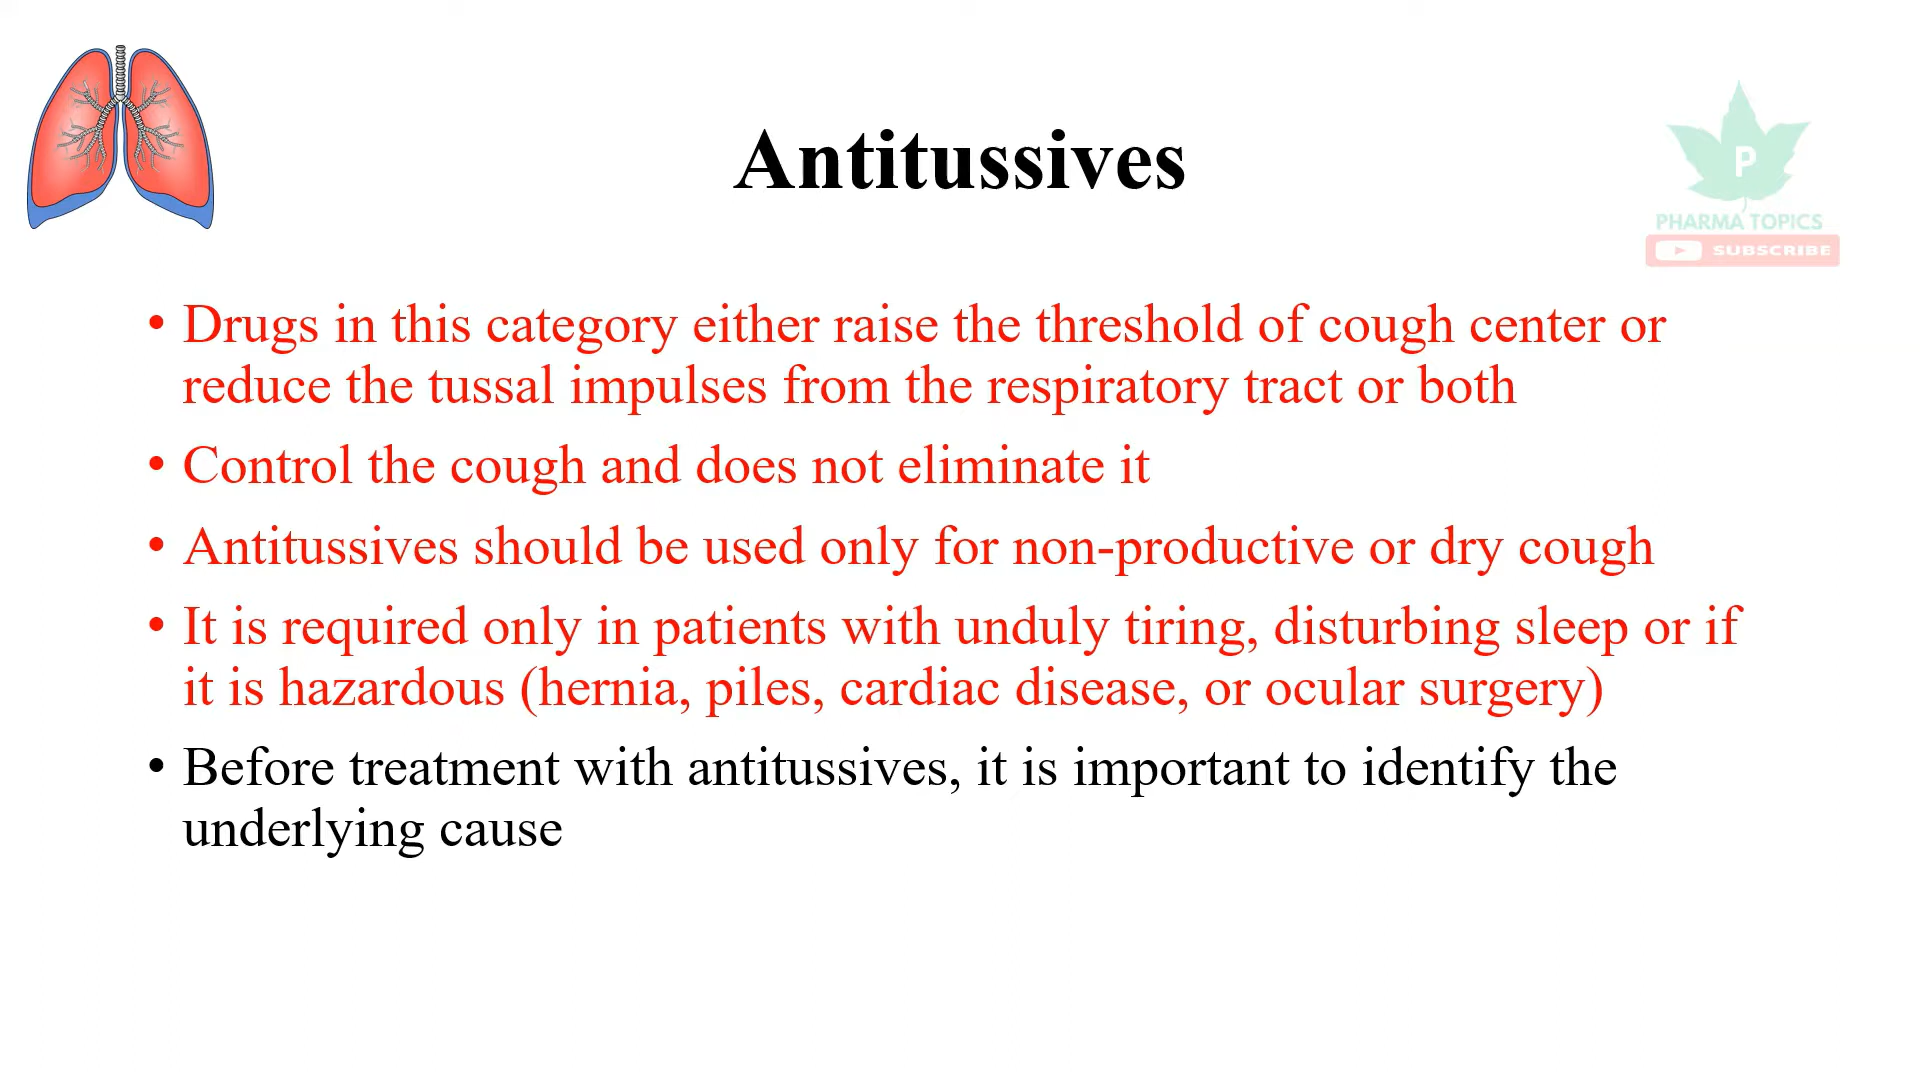 Antitussives
P
PHARMA TOPICS
SUBSCRIBE
• Drugs in this category either raise the threshold of cough center or
reduce the tussal impulses from the respiratory tract or both
• Control the cough and does not eliminate it
• Antitussives should be used only for non-productive or dry cough
• It is required only in patients with unduly tiring, disturbing sleep or if
it is hazardous (hernia, piles, cardiac disease, or ocular surgery)
• Before treatment with antitussives, it is important to identify the
underlying cause